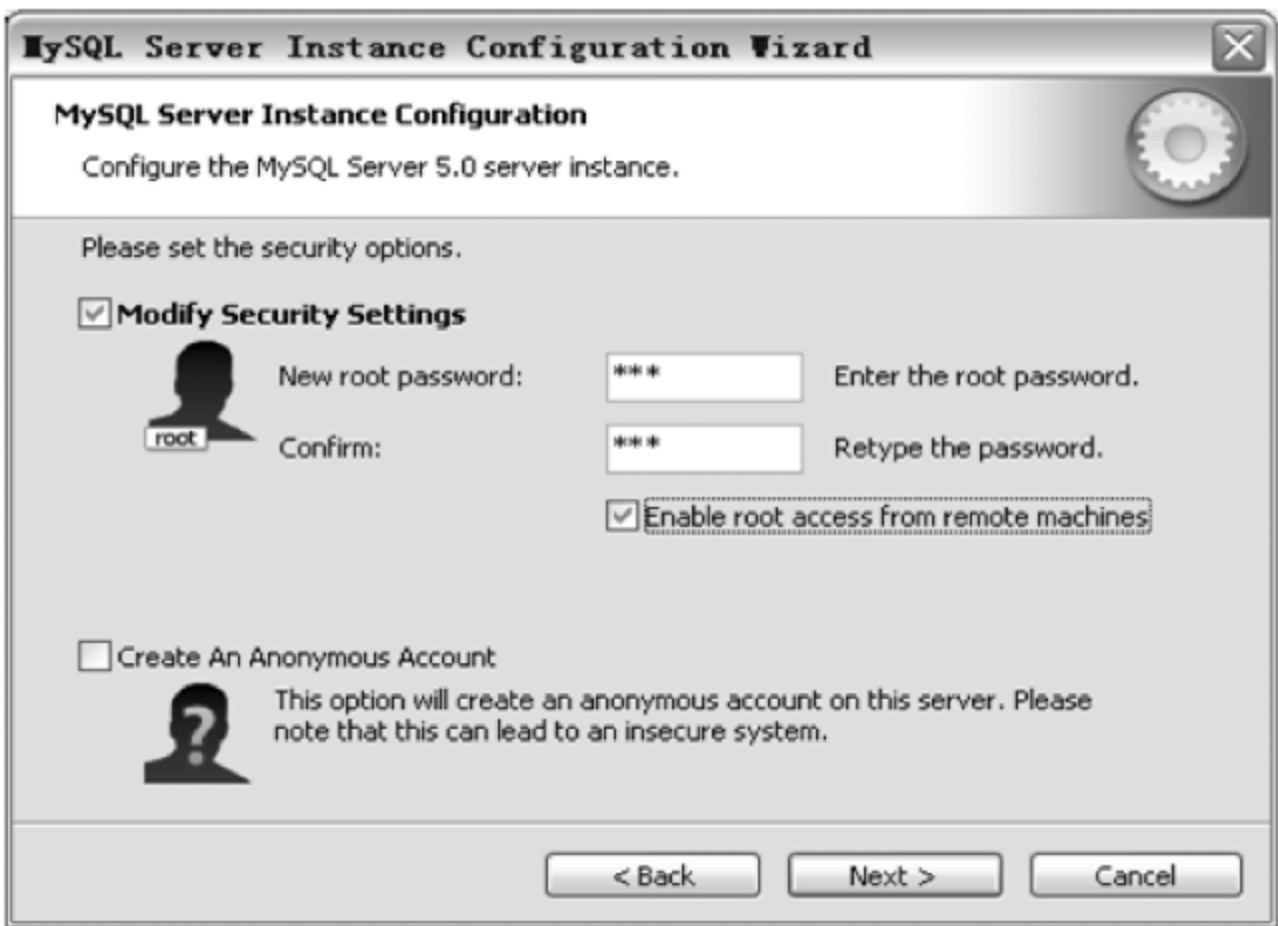 MySQL Server Instance Configuration Wizard
MySQL Server Instance Configuration
Configure the MySQL Server 5.0 server instance.
Please set the security options.
Modify Security Settings
root
New root password: *** Enter the root password.
Confirm: *** Retype the password.
Enable root access from remote machines
Create An Anonymous Account
?
This option will create an anonymous account on this server. Please
note that this can lead to an insecure system.
< Back Next > Cancel